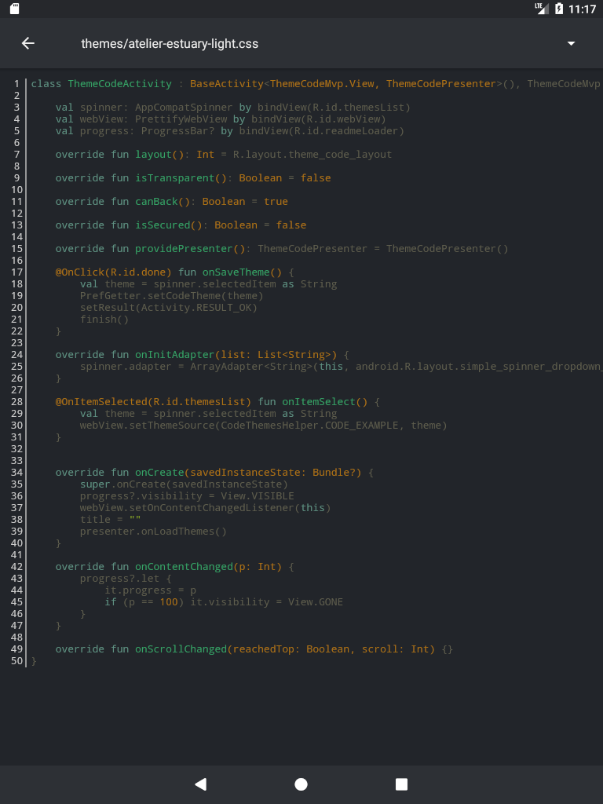 LTE 11:17
themes/atelier-estuary-light.css
1 class ThemeCodeActivity : BaseActivity<ThemeCodeMvp.View, ThemeCodePresenter>(), ThemeCodeMvp
2
3     val spinner: AppCompatSpinner by bindView(R.id.themesList)
4     val webView: PrettifyWebView by bindView(R.id.webView)
5     val progress: ProgressBar? by bindView(R.id.readmeLoader)
6
7     override fun layout(): Int = R.layout.theme_code_layout
8
9     override fun isTransparent(): Boolean = false
10
11     override fun canBack(): Boolean = true
12
13     override fun isSecured(): Boolean = false
14
15     override fun providePresenter(): ThemeCodePresenter = ThemeCodePresenter()
16
17     @OnClick(R.id.done) fun onSaveTheme() {
18         val theme = spinner.selectedItem as String
19         PrefGetter.setCodeTheme(theme)
20         setResult(Activity.RESULT_OK)
21         finish()
22     }
23
24     override fun onInitAdapter(list: List<String>) {
25         spinner.adapter = ArrayAdapter<String>(this, android.R.layout.simple_spinner_dropdown_
26     }
27
28     @OnItemSelected(R.id.themesList) fun onItemSelect() {
29         val theme = spinner.selectedItem as String
30         webView.setThemeSource(CodeThemesHelper.CODE_EXAMPLE, theme)
31     }
32
33
34     override fun onCreate(savedInstanceState: Bundle?) {
35         super.onCreate(savedInstanceState)
36         progress?.visibility = View.VISIBLE
37         webView.setOnContentChangedListener(this)
38         title = ""
39         presenter.onLoadThemes()
40     }
41
42     override fun onContentChanged(p: Int) {
43         progress?.let {
44             it.progress = p
45             if (p == 100) it.visibility = View.GONE
46         }
47     }
48
49     override fun onScrollChanged(reachedTop: Boolean, scroll: Int) {}
50 }